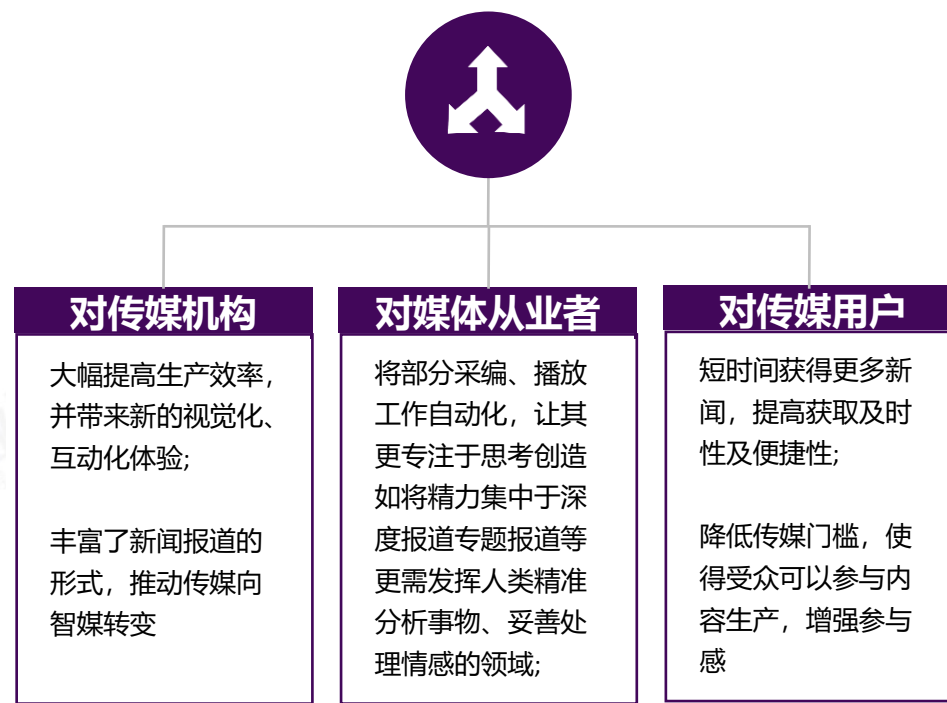 对传媒机构
大幅提高生产效率，
并带来新的视觉化、
互动化体验;
丰富了新闻报道的
形式，推动传媒向
智媒转变
对媒体从业者
将部分采编、播放
工作自动化，让其
更专注于思考创造
如将精力集中于深
度报道专题报道等
更需发挥人类精准
分析事物、妥善处
理情感的领域;
对传媒用户
短时间获得更多新
闻，提高获取及时
性及便捷性;
降低传媒门槛，使
得受众可以参与内
容生产，增强参与
感